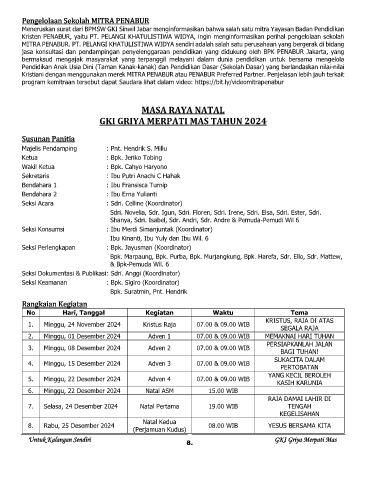 Pengelolaan Sekolah MITRA PENABUR
Meneruskan surat dari BPMSW GKI Sinwil Jabar menginformasikan bahwa salah satu mitra Yayasan Badan Pendidikan
Kristen PENABUR, yaitu PT. PELANGI KHATULISTIWA WIDYA, ingin menginformasikan perihal pengelolaan sekolah
MITRA PENABUR. PT. PELANGI KHATULISTIWA WIDYA sendiri adalah salah satu perusahaan yang bergerak di bidang
jasa konsultasi dan pendampingan penyelenggaraan pendidikan yang didukung oleh BPK PENABUR Jakarta, yang
bermaksud mengajak masyarakat yang terpanggil melayani dalam dunia pendidikan untuk bersama mengelola
Pendidikan Anak Usia Dini (Taman Kanak-kanak) dan Pendidikan Dasar (Sekolah Dasar) yang berlandaskan nilai-nilai
Kristiani dengan menggunakan merek MITRA PENABUR atau PENABUR Preferred Partner. Penjelasan lebih jauh terkait
program kemitraan tersebut dapat Saudara lihat dalam video: https://bit.ly/videomitrapenabur
MASA RAYA NATAL
GKI GRIYA MERPATI MAS TAHUN 2024
Susunan Panitia
Majelis Pendamping : Pnt. Hendrik S. Millu
Ketua : Bpk. Jeriko Tobing
Wakil Ketua : Bpk. Cahyo Haryono
Sekretaris : Ibu Putri Anachi C Hahak
Bendahara 1 : Ibu Fransisca Turnip
Bendahara 2 : Ibu Erna Yulianti
Seksi Acara : Sdri. Celline (Koordinator)
Sdri. Novelia, Sdr. Igun, Sdri. Floren, Sdri. Irene, Sdri. Elsa, Sdri. Ester, Sdri.
Shanya, Sdri. Isabel, Sdr. Andri, Sdr. Andre & Pemuda-Pemudi Wil 6
Seksi Konsumsi : Ibu Merdi Simanjuntak (Koordinator)
Ibu Kinanti, Ibu Yuly dan Ibu Wil. 6
Seksi Perlengkapan : Bpk. Jayusman (Koordinator)
Bpk. Marpaung, Bpk. Purba, Bpk. Murjangkung, Bpk. Harefa, Sdr. Ello, Sdr. Mattew,
& Bpk-Pemuda Wil. 6
Seksi Dokumentasi & Publikasi: Sdri. Anggi (Koordinator)
Seksi Keamanan : Bpk. Sigiro (Koordinator)
Bpk. Suratmin, Pnt. Hendrik
Rangkaian Kegiatan
No Hari, Tanggal Kegiatan Waktu Tema
1. Minggu, 24 November 2024 Kristus Raja 07.00 & 09.00 WIB KRISTUS, RAJA DI ATAS
SEGALA RAJA
2. Minggu, 01 Desember 2024 Adven 1 07.00 & 09.00 WIB MEMAKNAI HARI TUHAN
3. Minggu, 08 Desember 2024 Adven 2 07.00 & 09.00 WIB PERSIAPKANLAH JALAN
BAGI TUHAN!
4. Minggu, 15 Desember 2024 Adven 3 07.00 & 09.00 WIB SUKACITA DALAM
PERTOBATAN
5. Minggu, 22 Desember 2024 Adven 4 07.00 & 09.00 WIB YANG KECIL BEROLEH
KASIH KARUNIA
6. Minggu, 22 Desember 2024 Natal ASM 15.00 WIB
7. Selasa, 24 Desember 2024 Natal Pertama 19.00 WIB RAJA DAMAI LAHIR DI
TENGAH
KEGELISAHAN
8. Rabu, 25 Desember 2024 Natal Kedua
(Perjamuan Kudus) 08.00 WIB YESUS BERSAMA KITA
Untuk Kalangan Sendiri 8. GKI Griya Merpati Mas